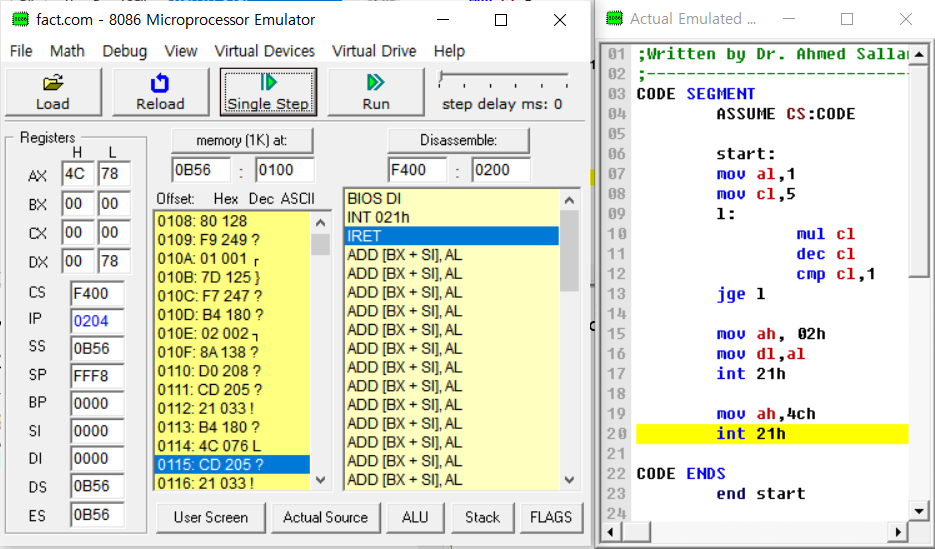 fact.com - 8086 Microprocessor Emulator
File Math Debug View Virtual Devices Virtual Drive Help
Load Reload Single Step Run step delay ms: 0
Registers
H L
AX 4C 78
BX 00 00
CX 00 00
DX 00 78
CS F400
IP 0204
SS 0B56
SP FFF8
BP 0000
SI 0000
DI 0000
DS 0B56
ES 0B56
memory (1K) at:
0B56 : 0100
Offset: Hex Dec ASCII
0108: 80 128
0109: F9 249 ?
010A: 01 001 ┌
010B: 7D 125 }
010C: F7 247 ?
010D: B4 180 ?
010E: 02 002 ┐
010F: 8A 138 ?
0110: D0 208 ?
0111: CD 205 ?
0112: 21 033 !
0113: B4 180 ?
0114: 4C 076 L
0115: CD 205 ?
0116: 21 033 !
Disassemble:
F400 : 0200
BIOS DI
INT 021h
IRET
ADD [BX + SI], AL
ADD [BX + SI], AL
ADD [BX + SI], AL
ADD [BX + SI], AL
ADD [BX + SI], AL
ADD [BX + SI], AL
ADD [BX + SI], AL
ADD [BX + SI], AL
ADD [BX + SI], AL
ADD [BX + SI], AL
ADD [BX + SI], AL
ADD [BX + SI], AL
ADD [BX + SI], AL
User Screen Actual Source ALU Stack FLAGS
Actual Emulated ...
01 ;Written by Dr. Ahmed Salla
02 ;---------------------------
03 CODE SEGMENT
04 ASSUME CS:CODE
05
06 start:
07 mov al,1
08 mov cl,5
09 l:
10 mul cl
11 dec cl
12 cmp cl,1
13 jge l
14
15 mov ah, 02h
16 mov dl,al
17 int 21h
18
19 mov ah,4ch
20 int 21h
21
22 CODE ENDS
23 end start
24